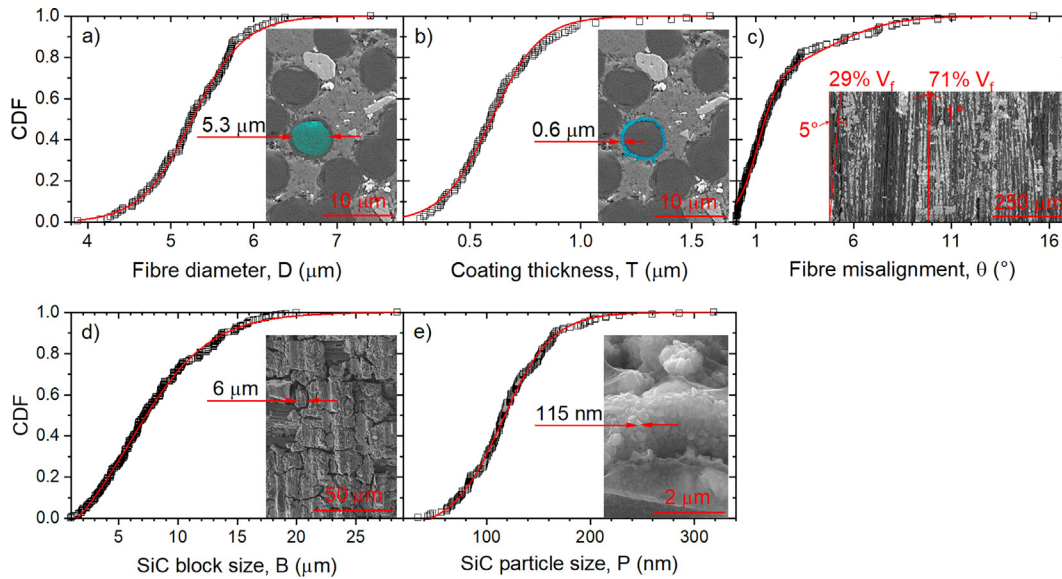 a)
b)
c)
CDF
1.0
0.8
0.6
0.4
0.2
0.0
5.3 μm
10 μm
0.6 μm
10 μm
29% Vf
71% Vf
5°
1°
250 μm
4 5 6 7
0.5 1.0 1.5
1 6 11 16
Fibre diameter, D (μm)
Coating thickness, T (μm)
Fibre misalignment, θ (°)
d)
e)
CDF
1.0
0.8
0.6
0.4
0.2
0.0
6 μm
50 μm
115 nm
2 μm
5 10 15 20 25
100 200 300
SiC block size, B (μm)
SiC particle size, P (nm)